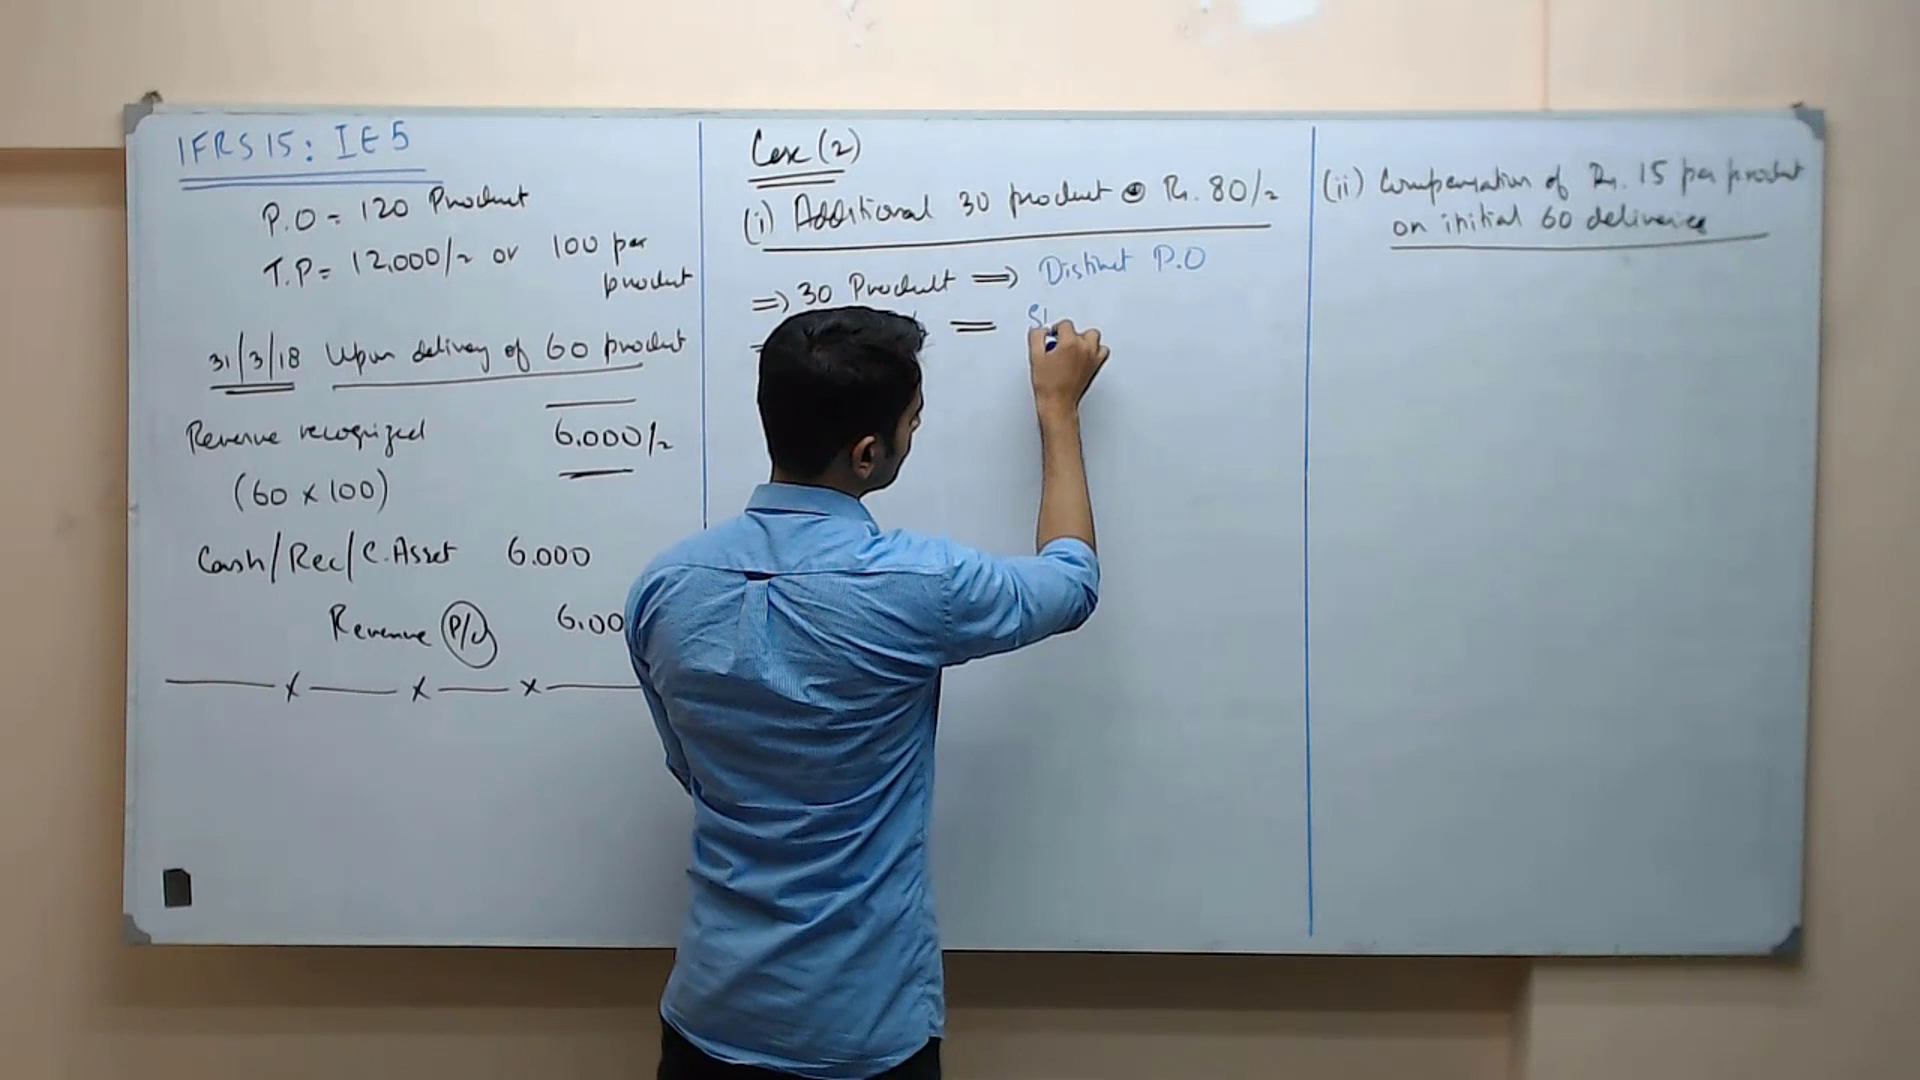 IFRS 15: IE5
P.O = 120 Product
T.P = 12,000/- or 100 per
product
31/3/18 Upon delivery of 60 product
Revenue recognized 6,000/-
(60 x 100)
Cash/Rec/C.Asset 6,000
Revenue P/L 6,00
x x x
Case (2)
(i) Additional 30 product @ Rs. 80/-
=> 30 Product => Distinct P.O
=
(ii) Compensation of Rs. 15 per product
on initial 60 deliveries